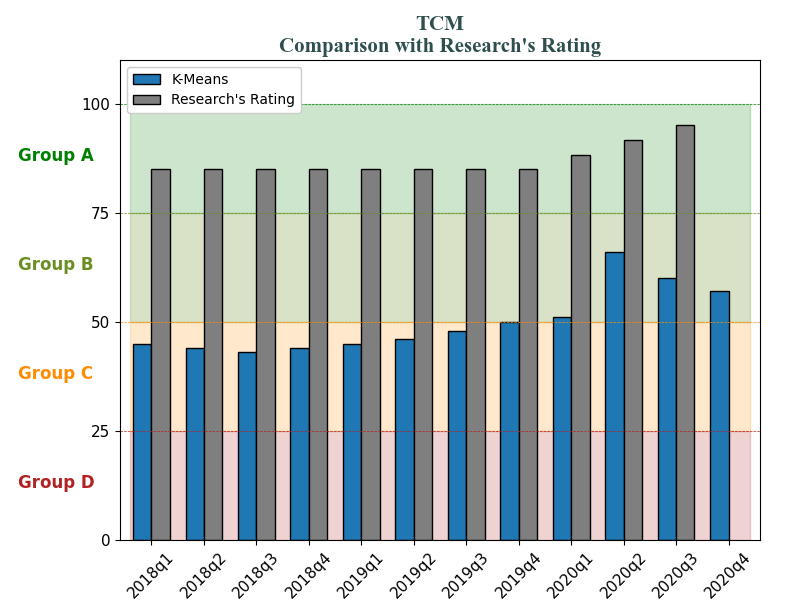 TCM
Comparison with Research's Rating
K-Means
Research's Rating
100
Group A
75
Group B
50
Group C
25
Group D
0
2018q1
2018q2
2018q3
2018q4
2019q1
2019q2
2019q3
2019q4
2020q1
2020q2
2020q3
2020q4